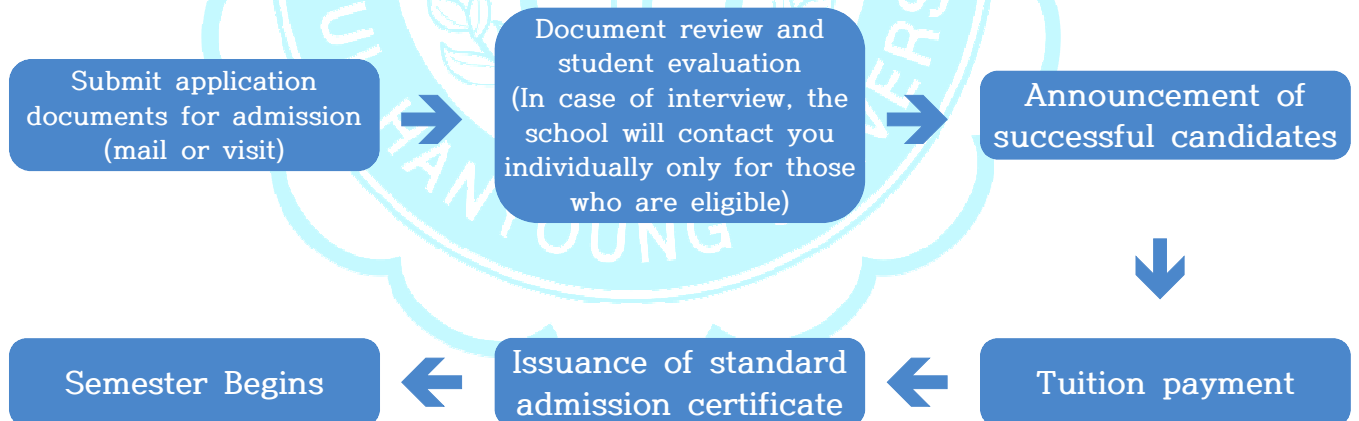 Submit application
documents for admission
(mail or visit)
Document review and
student evaluation
(In case of interview, the
school will contact you
individually only for those
who are eligible)
Announcement of
successful candidates
Tuition payment
Issuance of standard
admission certificate
Semester Begins
HANYOUNG